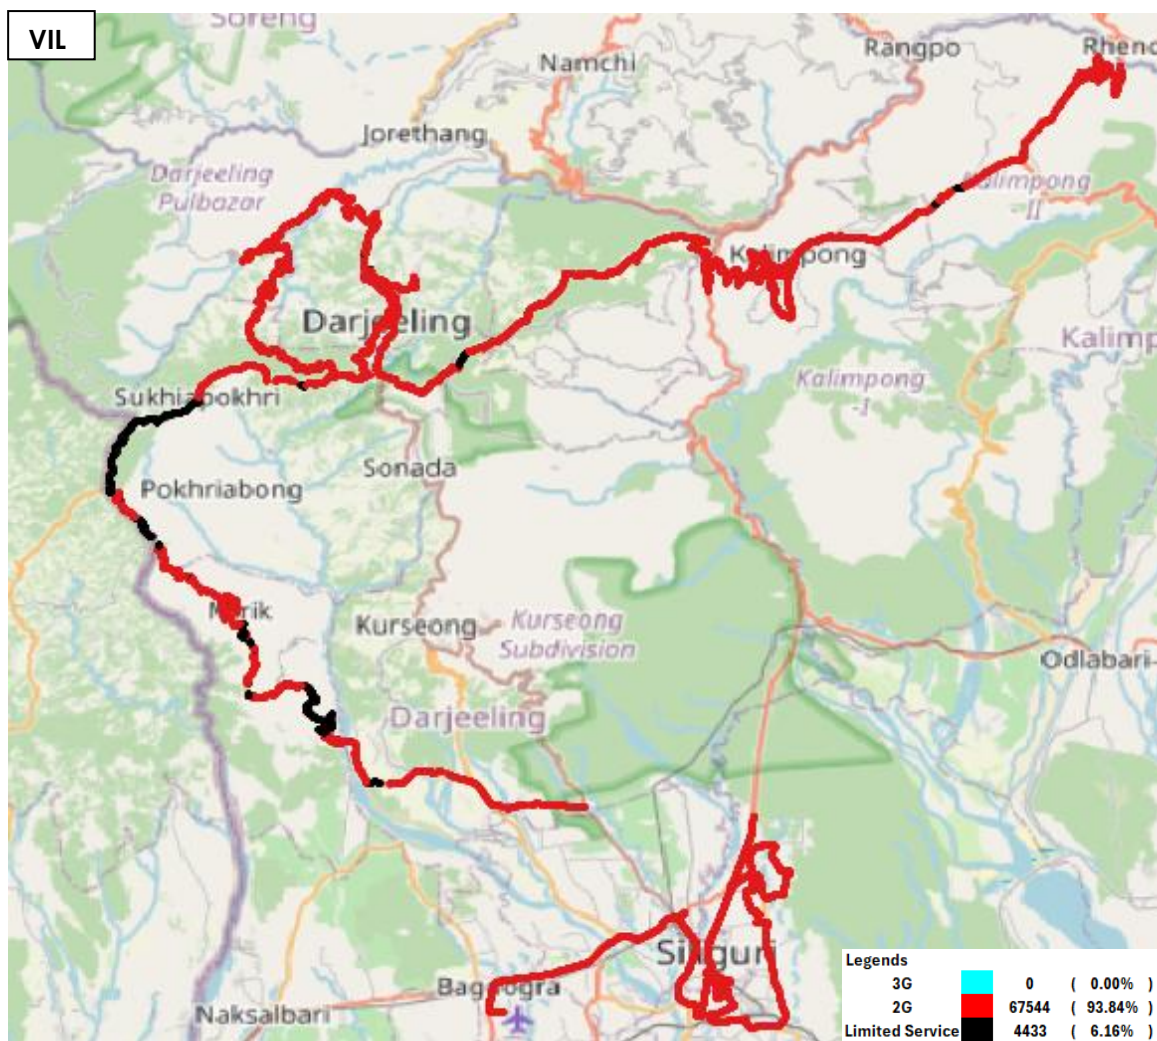 VIL
Soreng
Namchi
Rangpo
Rheno
Jorethang
Darjeeling
Pulbazar
Kalimpong
-II
Kalimpong
Darjeeling
Kalimp
Kalimpong
-I
Sukhiapokhri
Sonada
Pokhriabong
Mirik
Kurseong
Kurseong
Subdivision
Odlabari
Darjeeling
Siliguri
Bagdogra
Naksalbari
Legends
3G 0 ( 0.00% )
2G 67544 ( 93.84% )
Limited Service 4433 ( 6.16% )